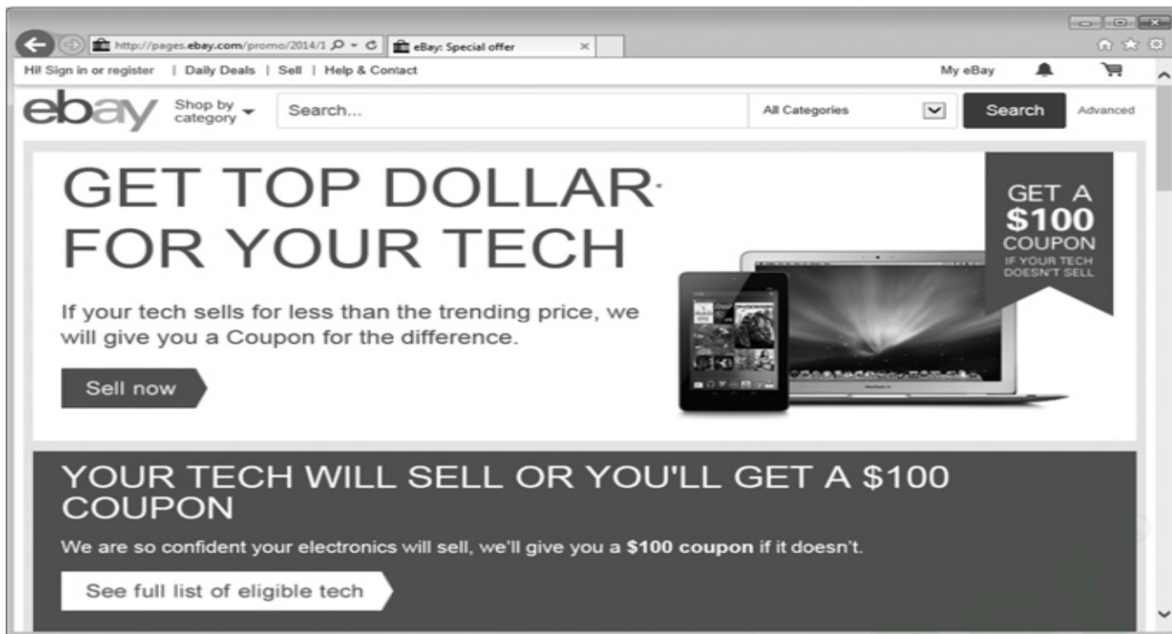 http://pages.ebay.com/promo/2014/1
eBay: Special offer
Hi! Sign in or register | Daily Deals | Sell | Help & Contact
My eBay
ebay
Shop by
category
Search...
All Categories
Search
Advanced
GET TOP DOLLAR
FOR YOUR TECH
If your tech sells for less than the trending price, we
will give you a Coupon for the difference.
Sell now
GET A
$100
COUPON
IF YOUR TECH
DOESN'T SELL
YOUR TECH WILL SELL OR YOU'LL GET A $100
COUPON
We are so confident your electronics will sell, we'll give you a $100 coupon if it doesn't.
See full list of eligible tech